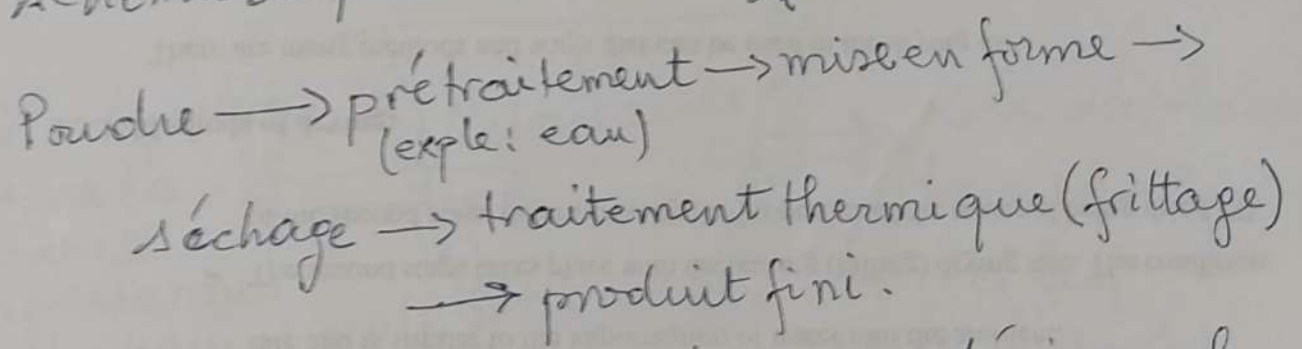 Poudre → prétraitement → mise en forme →
(exple: eau)
séchage → traitement thermique (frittage)
→ produit fini.